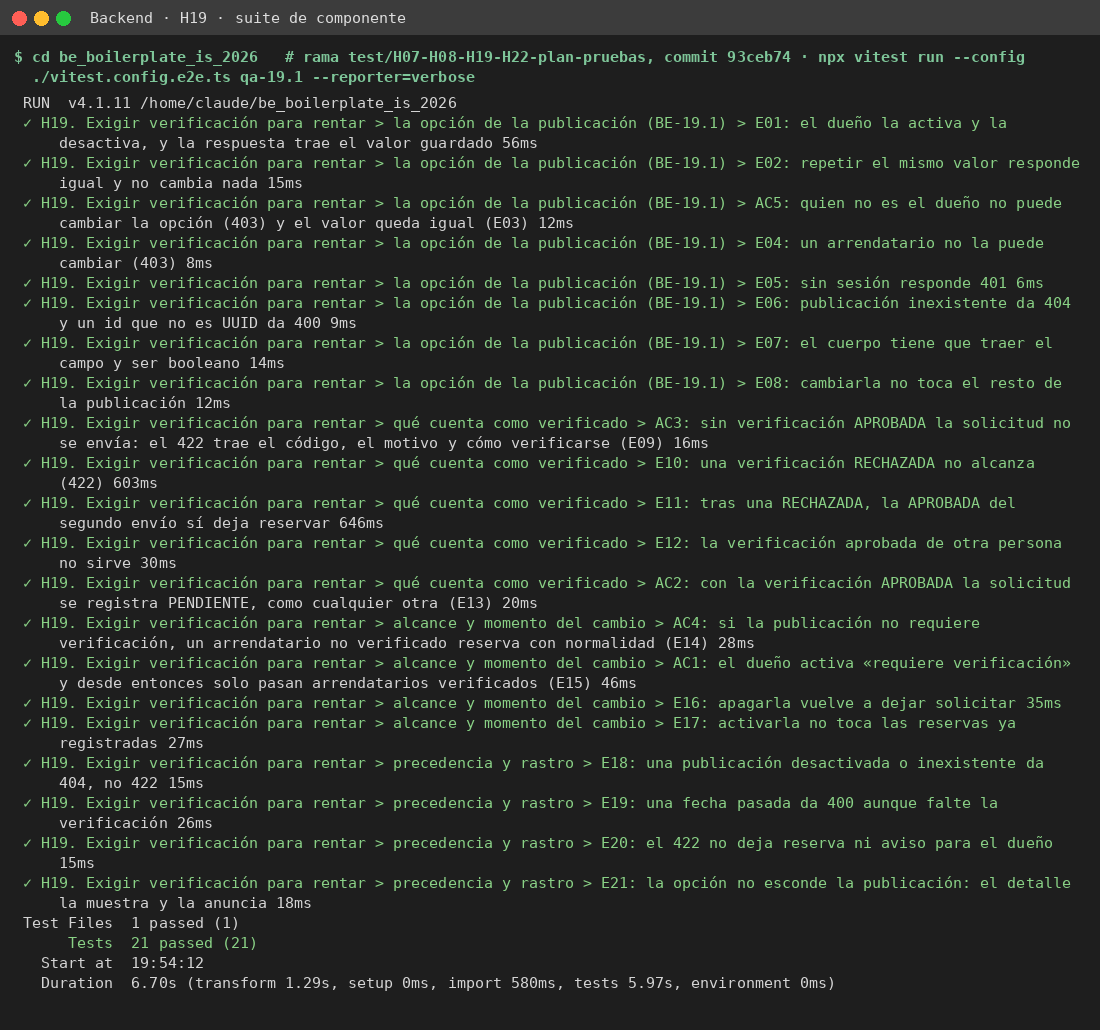 Backend · H19 · suite de componente
$ cd be_boilerplate_is_2026   # rama test/H07-H08-H19-H22-plan-pruebas, commit 93ceb74 · npx vitest run --config
./vitest.config.e2e.ts qa-19.1 --reporter=verbose
RUN  v4.1.11 /home/claude/be_boilerplate_is_2026
✓ H19. Exigir verificación para rentar > la opción de la publicación (BE-19.1) > E01: el dueño la activa y la
desactiva, y la respuesta trae el valor guardado 56ms
✓ H19. Exigir verificación para rentar > la opción de la publicación (BE-19.1) > E02: repetir el mismo valor responde
igual y no cambia nada 15ms
✓ H19. Exigir verificación para rentar > la opción de la publicación (BE-19.1) > AC5: quien no es el dueño no puede
cambiar la opción (403) y el valor queda igual (E03) 12ms
✓ H19. Exigir verificación para rentar > la opción de la publicación (BE-19.1) > E04: un arrendatario no la puede
cambiar (403) 8ms
✓ H19. Exigir verificación para rentar > la opción de la publicación (BE-19.1) > E05: sin sesión responde 401 6ms
✓ H19. Exigir verificación para rentar > la opción de la publicación (BE-19.1) > E06: publicación inexistente da 404
y un id que no es UUID da 400 9ms
✓ H19. Exigir verificación para rentar > la opción de la publicación (BE-19.1) > E07: el cuerpo tiene que traer el
campo y ser booleano 14ms
✓ H19. Exigir verificación para rentar > la opción de la publicación (BE-19.1) > E08: cambiarla no toca el resto de
la publicación 12ms
✓ H19. Exigir verificación para rentar > qué cuenta como verificado > AC3: sin verificación APROBADA la solicitud no
se envía: el 422 trae el código, el motivo y cómo verificarse (E09) 16ms
✓ H19. Exigir verificación para rentar > qué cuenta como verificado > E10: una verificación RECHAZADA no alcanza
(422) 603ms
✓ H19. Exigir verificación para rentar > qué cuenta como verificado > E11: tras una RECHAZADA, la APROBADA del
segundo envío sí deja reservar 646ms
✓ H19. Exigir verificación para rentar > qué cuenta como verificado > E12: la verificación aprobada de otra persona
no sirve 30ms
✓ H19. Exigir verificación para rentar > qué cuenta como verificado > AC2: con la verificación APROBADA la solicitud
se registra PENDIENTE, como cualquier otra (E13) 20ms
✓ H19. Exigir verificación para rentar > alcance y momento del cambio > AC4: si la publicación no requiere
verificación, un arrendatario no verificado reserva con normalidad (E14) 28ms
✓ H19. Exigir verificación para rentar > alcance y momento del cambio > AC1: el dueño activa «requiere verificación»
y desde entonces solo pasan arrendatarios verificados (E15) 46ms
✓ H19. Exigir verificación para rentar > alcance y momento del cambio > E16: apagarla vuelve a dejar solicitar 35ms
✓ H19. Exigir verificación para rentar > alcance y momento del cambio > E17: activarla no toca las reservas ya
registradas 27ms
✓ H19. Exigir verificación para rentar > precedencia y rastro > E18: una publicación desactivada o inexistente da
404, no 422 15ms
✓ H19. Exigir verificación para rentar > precedencia y rastro > E19: una fecha pasada da 400 aunque falte la
verificación 26ms
✓ H19. Exigir verificación para rentar > precedencia y rastro > E20: el 422 no deja reserva ni aviso para el dueño
15ms
✓ H19. Exigir verificación para rentar > precedencia y rastro > E21: la opción no esconde la publicación: el detalle
la muestra y la anuncia 18ms
Test Files  1 passed (1)
Tests  21 passed (21)
Start at  19:54:12
Duration  6.70s (transform 1.29s, setup 0ms, import 580ms, tests 5.97s, environment 0ms)